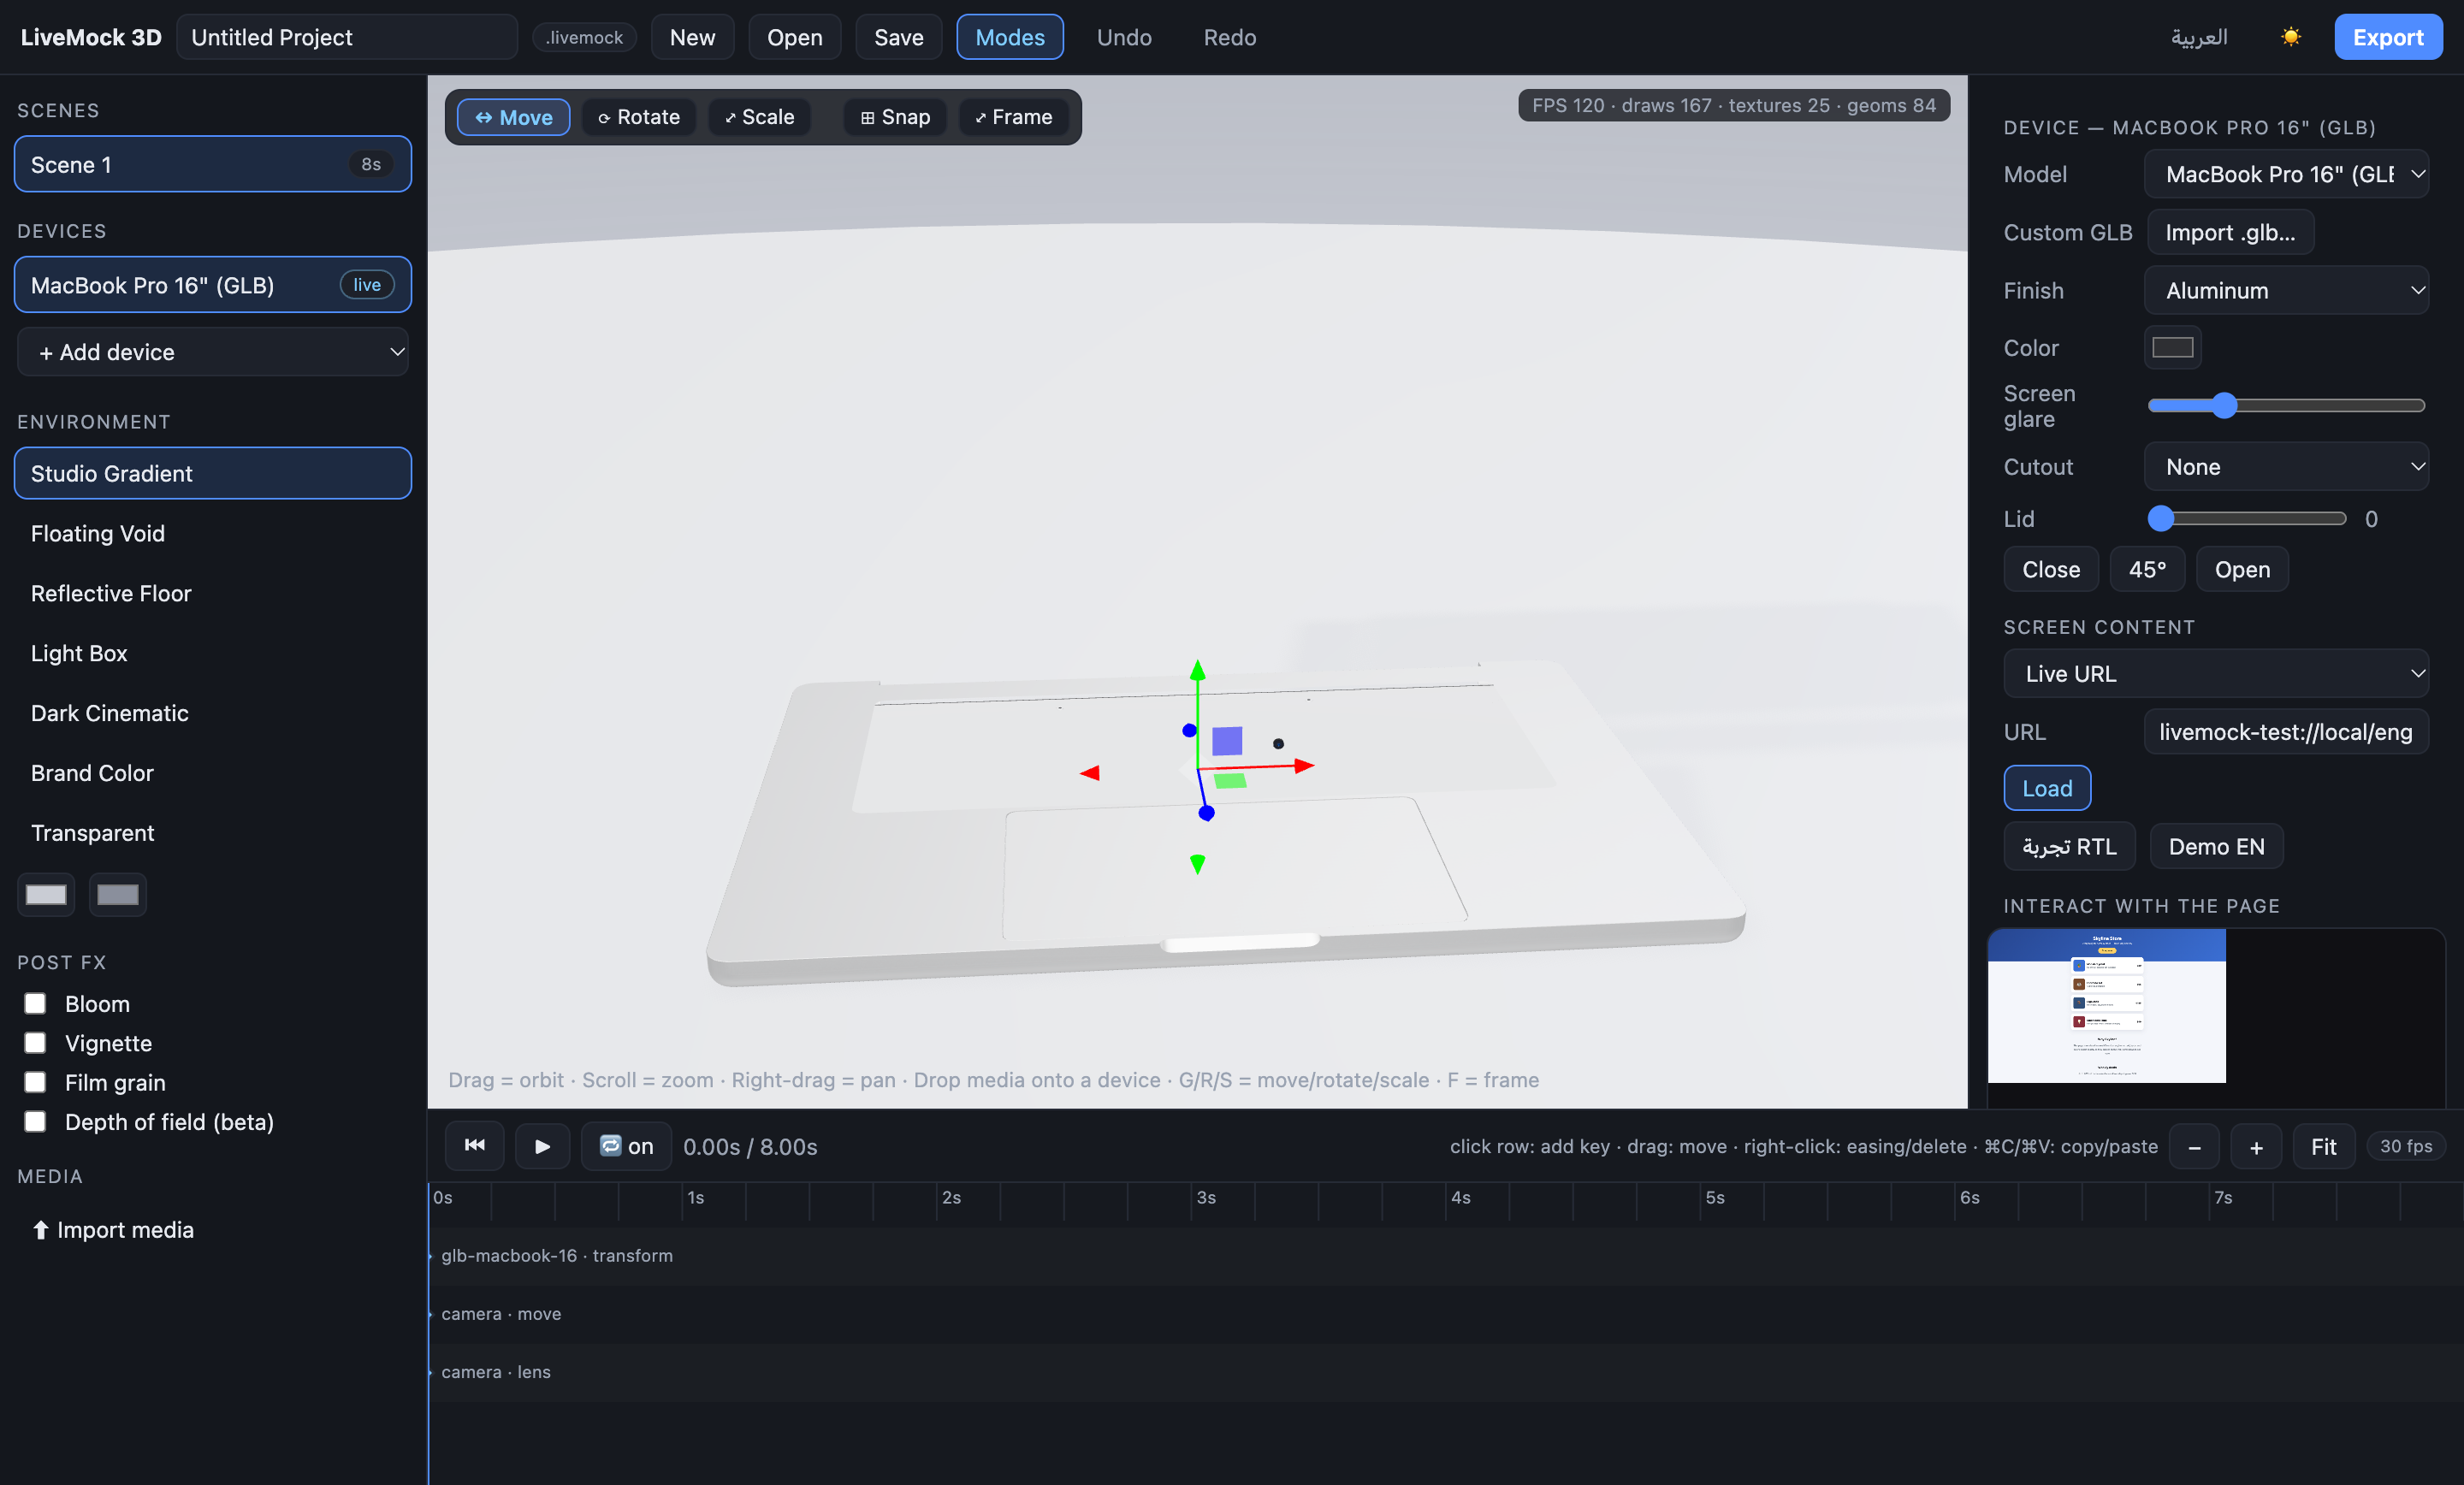 LiveMock 3D
Untitled Project
.livemock
New
Open
Save
Modes
Undo
Redo
العربية
Export
SCENES
Scene 1
8s
DEVICES
MacBook Pro 16" (GLB)
live
+ Add device
ENVIRONMENT
Studio Gradient
Floating Void
Reflective Floor
Light Box
Dark Cinematic
Brand Color
Transparent
POST FX
Bloom
Vignette
Film grain
Depth of field (beta)
MEDIA
Import media
Move
Rotate
Scale
Snap
Frame
FPS 120 · draws 167 · textures 25 · geoms 84
Drag = orbit · Scroll = zoom · Right-drag = pan · Drop media onto a device · G/R/S = move/rotate/scale · F = frame
DEVICE — MACBOOK PRO 16" (GLB)
Model
MacBook Pro 16" (GLB
Custom GLB
Import .glb...
Finish
Aluminum
Color
Screen
glare
Cutout
None
Lid
0
Close
45°
Open
SCREEN CONTENT
Live URL
URL
livemock-test://local/eng
Load
تجربة RTL
Demo EN
INTERACT WITH THE PAGE
Skyline Store
on
0.00s / 8.00s
click row: add key · drag: move · right-click: easing/delete · ⌘C/⌘V: copy/paste
−
+
Fit
30 fps
0s
1s
2s
3s
4s
5s
6s
7s
glb-macbook-16 · transform
camera · move
camera · lens